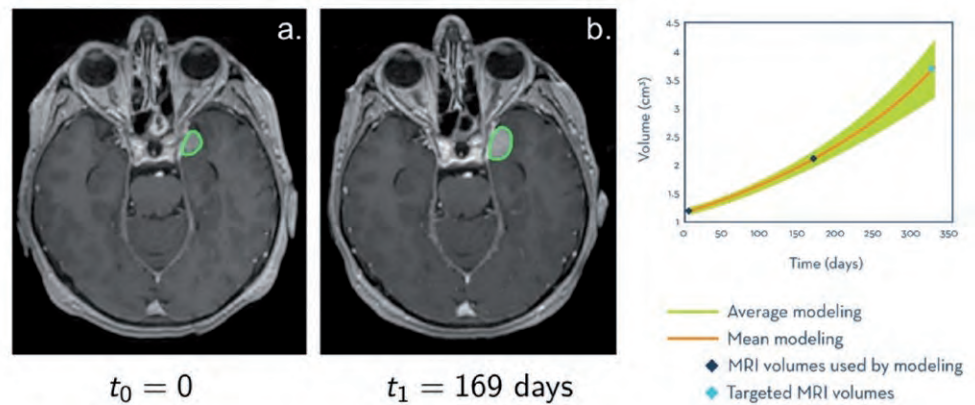 a.
b.
t₀ = 0
t₁ = 169 days
4.5
4
3.5
3
2.5
2
1.5
1
Volume (cm³)
0 50 100 150 200 250 300 350
Time (days)
Average modeling
Mean modeling
MRI volumes used by modeling
Targeted MRI volumes